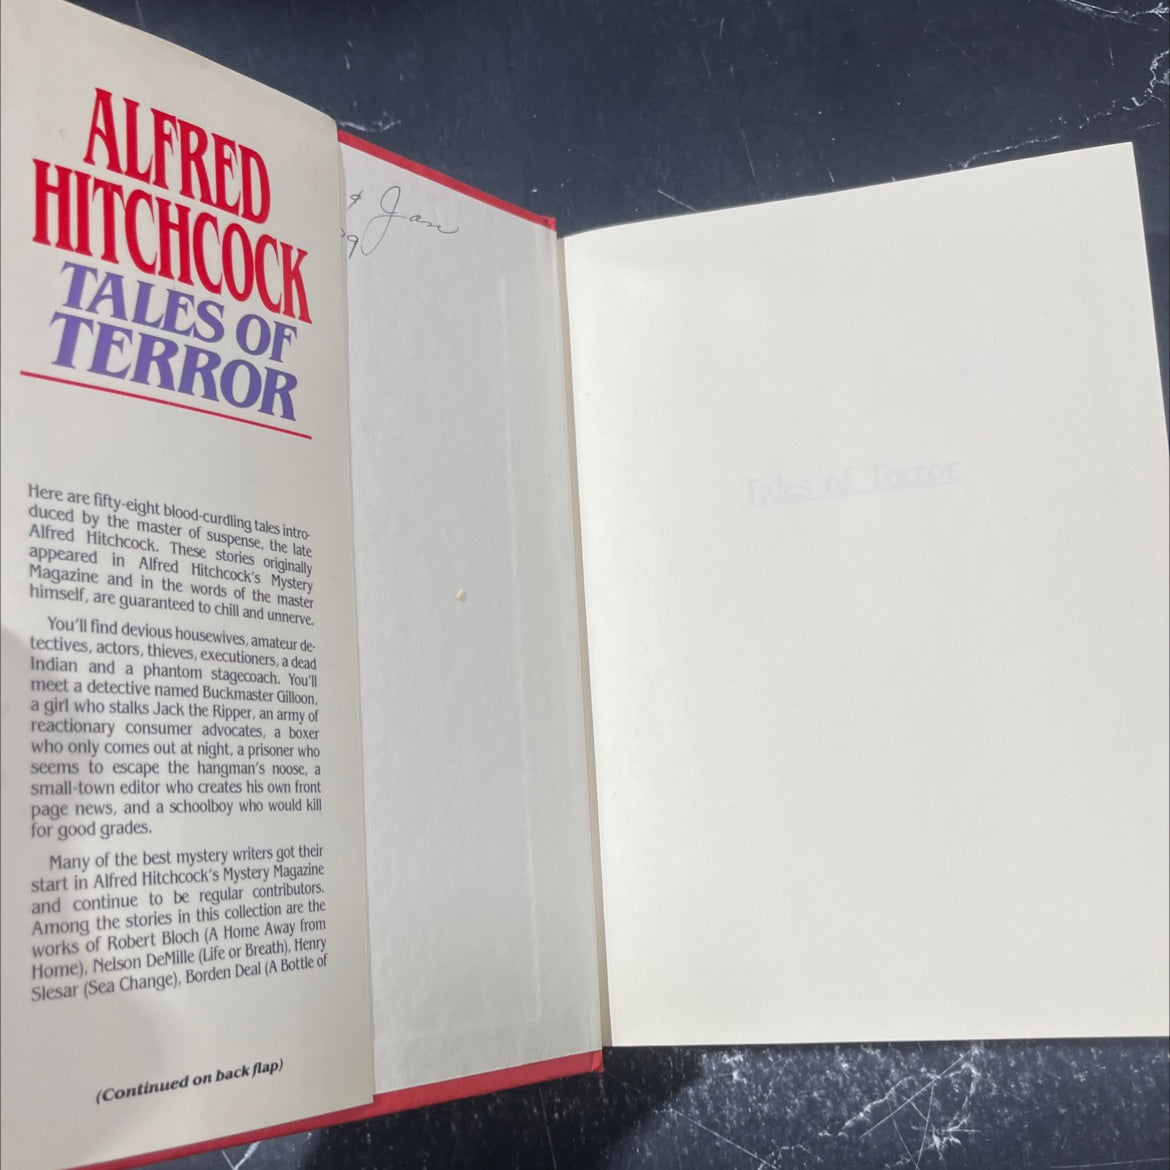 ALFRED
HITCHCOCK
TALES OF
TERROR
Here are fifty-eight blood-curdling tales intro-
duced by the master of suspense, the late
Alfred Hitchcock. These stories originally
appeared in Alfred Hitchcock's Mystery
Magazine and in the words of the master
himself, are guaranteed to chill and unnerve.
You'll find devious housewives, amateur de-
tectives, actors, thieves, executioners, a dead
Indian and a phantom stagecoach. You'll
meet a detective named Buckmaster Gilloon,
a girl who stalks Jack the Ripper, an army of
reactionary consumer advocates, a boxer
who only comes out at night, a prisoner who
seems to escape the hangman's noose, a
small-town editor who creates his own front
page news, and a schoolboy who would kill
for good grades.
Many of the best mystery writers got their
start in Alfred Hitchcock's Mystery Magazine
and continue to be regular contributors.
Among the stories in this collection are the
works of Robert Bloch (A Home Away from
Home), Nelson DeMille (Life or Breath), Henry
Slesar (Sea Change), Borden Deal (A Bottle of
(Continued on back flap)
Jan
Tales of Terror